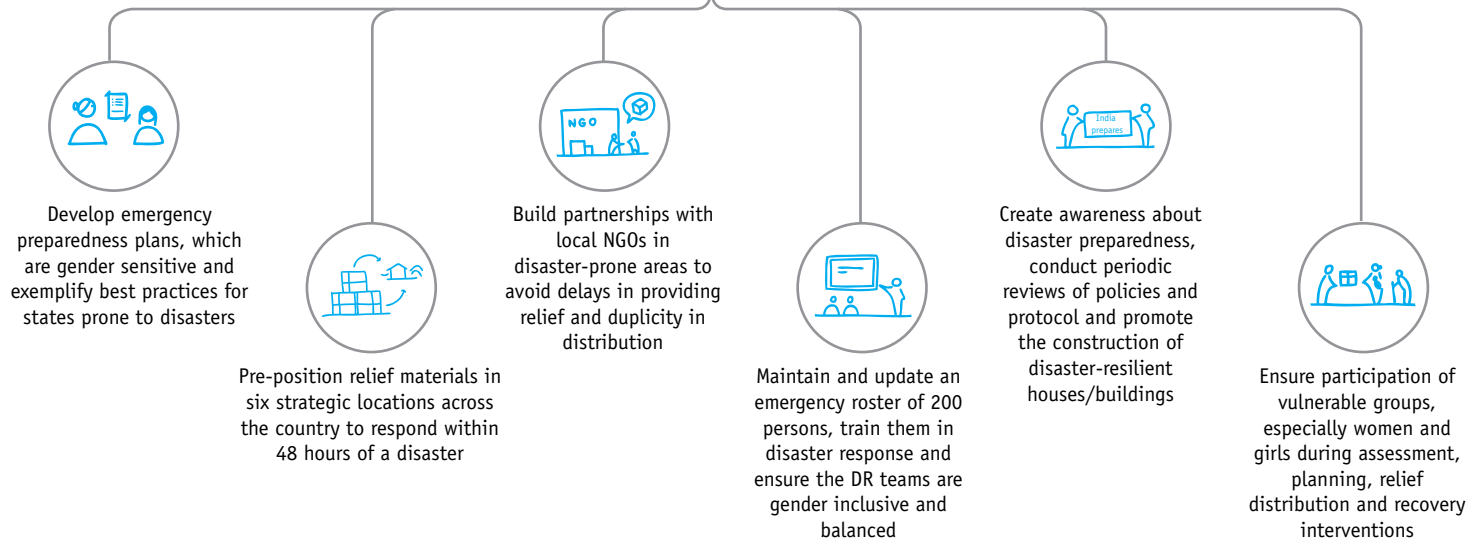 Develop emergency
preparedness plans, which
are gender sensitive and
exemplify best practices for
states prone to disasters
Pre-position relief materials in
six strategic locations across
the country to respond within
48 hours of a disaster
NGO
Build partnerships with
local NGOs in
disaster-prone areas to
avoid delays in providing
relief and duplicity in
distribution
Maintain and update an
emergency roster of 200
persons, train them in
disaster response and
ensure the DR teams are
gender inclusive and
balanced
India
prepares
Create awareness about
disaster preparedness,
conduct periodic
reviews of policies and
protocol and promote
the construction of
disaster-resilient
houses/buildings
Ensure participation of
vulnerable groups,
especially women and
girls during assessment,
planning, relief
distribution and recovery
interventions